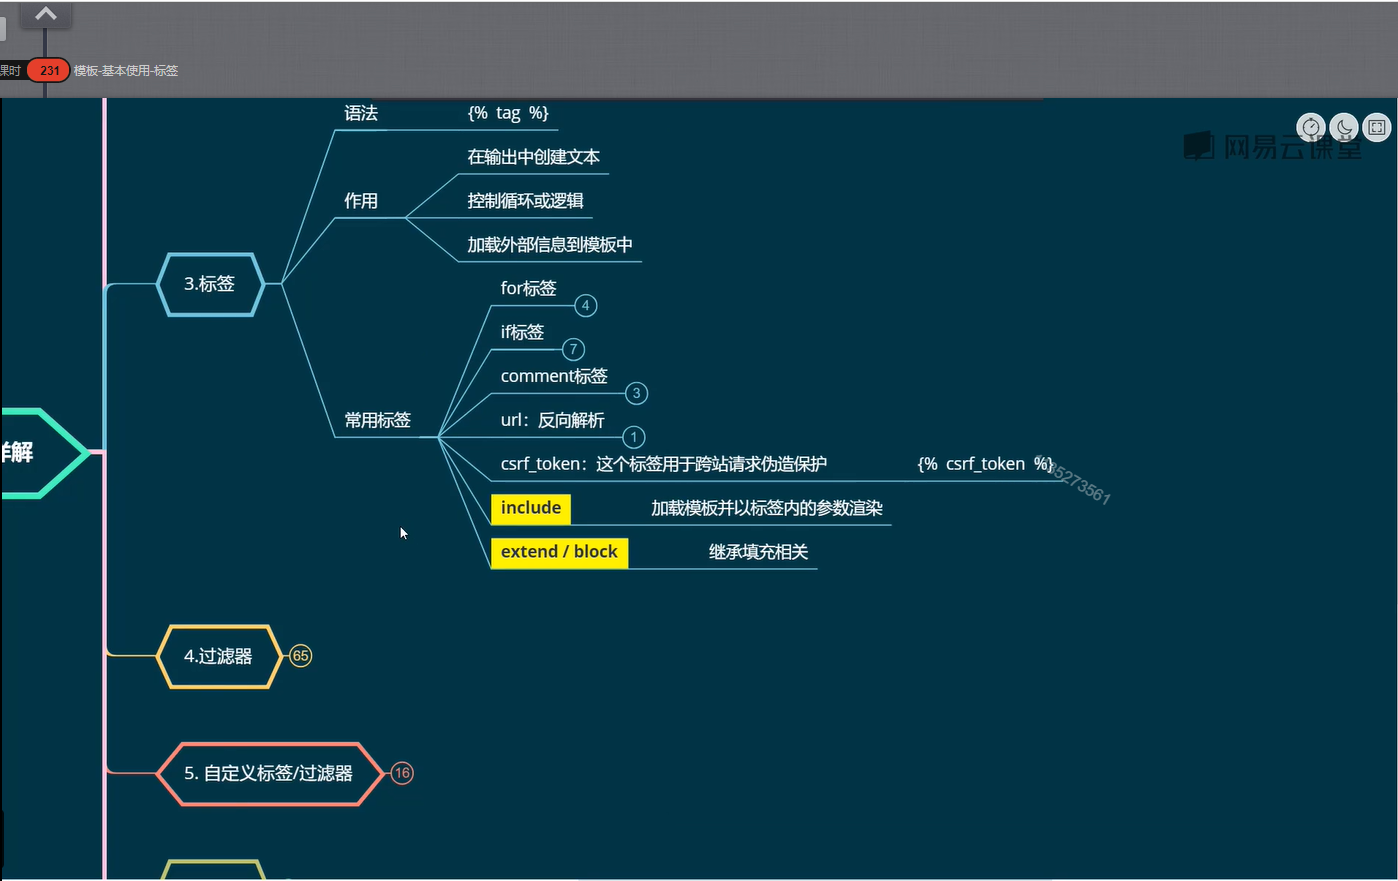 课时 231 模板-基本使用-标签
网易云课堂
语法 {% tag %}
在输出中创建文本
作用
控制循环或逻辑
加载外部信息到模板中
3.标签
for标签 4
if标签 7
comment标签 3
常用标签
url：反向解析 1
csrf_token：这个标签用于跨站请求伪造保护 {% csrf_token %}
include 加载模板并以标签内的参数渲染
extend / block 继承填充相关
详解
4.过滤器 65
5. 自定义标签/过滤器 16